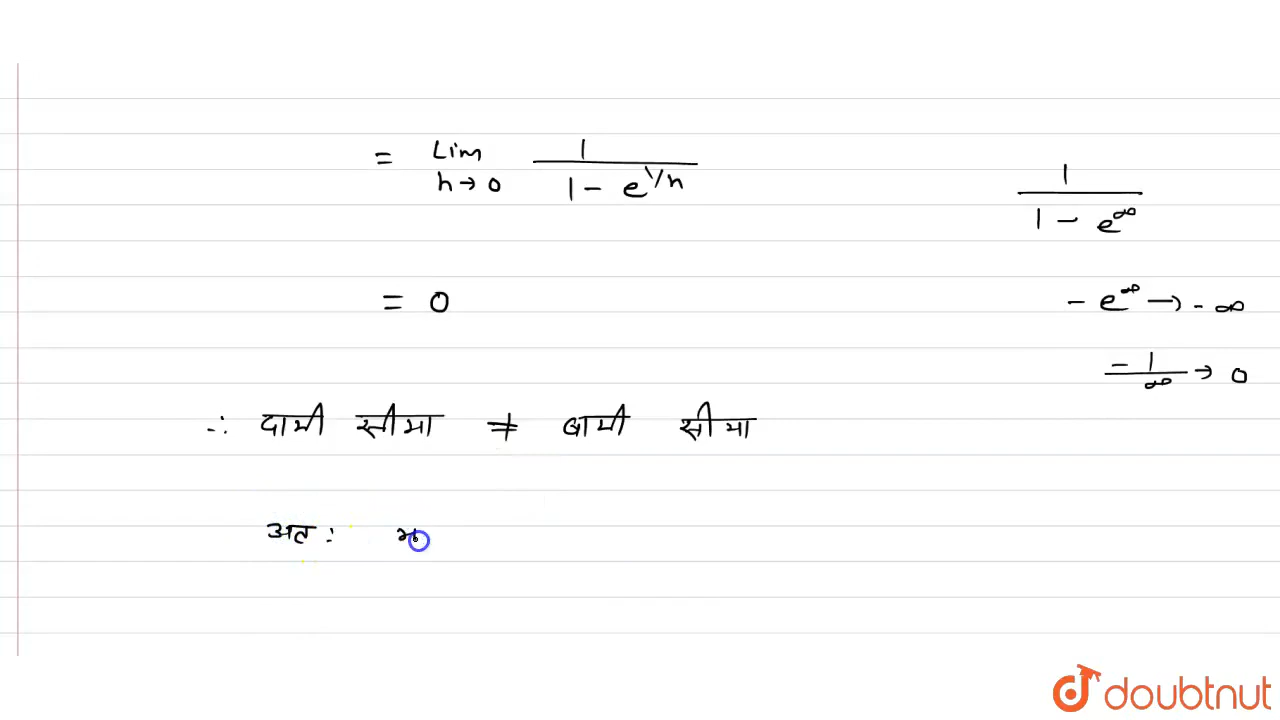 = Lim 1
h→0 1 - e^1/h
1
1 - e^∞
= 0
- e^∞ → - ∞
- 1
∞ → 0
∴ दायी सीमा ≠ बायी सीमा
अतः
doubtnut